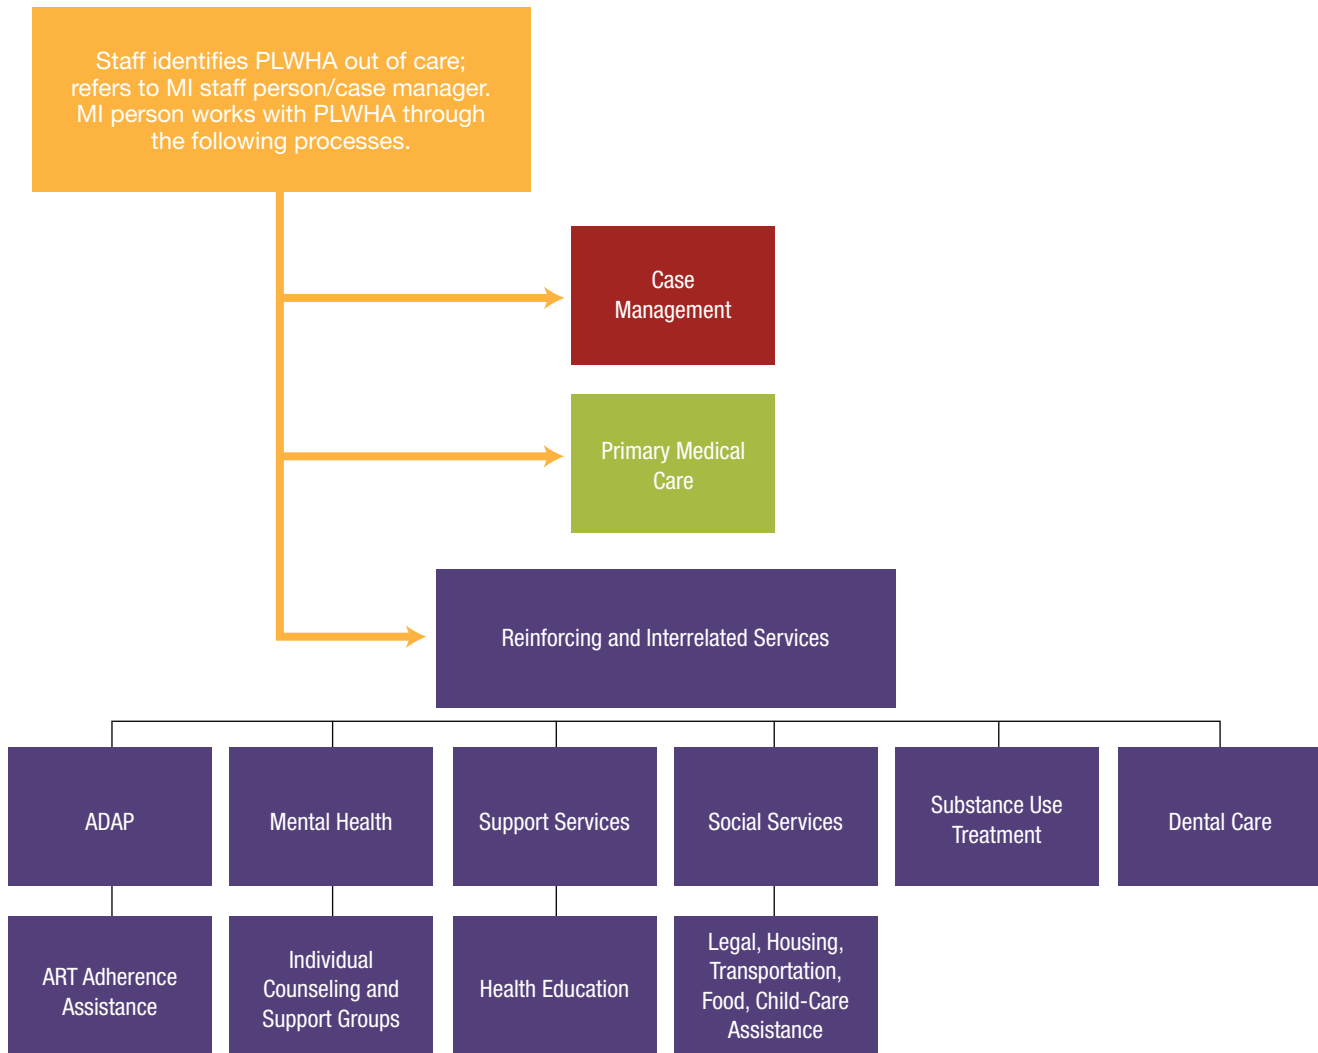 Staff identifies PLWHA out of care;
refers to MI staff person/case manager.
MI person works with PLWHA through
the following processes.
Case
Management
Primary Medical
Care
Reinforcing and Interrelated Services
ADAP
Mental Health
Support Services
Social Services
Substance Use
Treatment
Dental Care
ART Adherence
Assistance
Individual
Counseling and
Support Groups
Health Education
Legal, Housing,
Transportation,
Food, Child-Care
Assistance